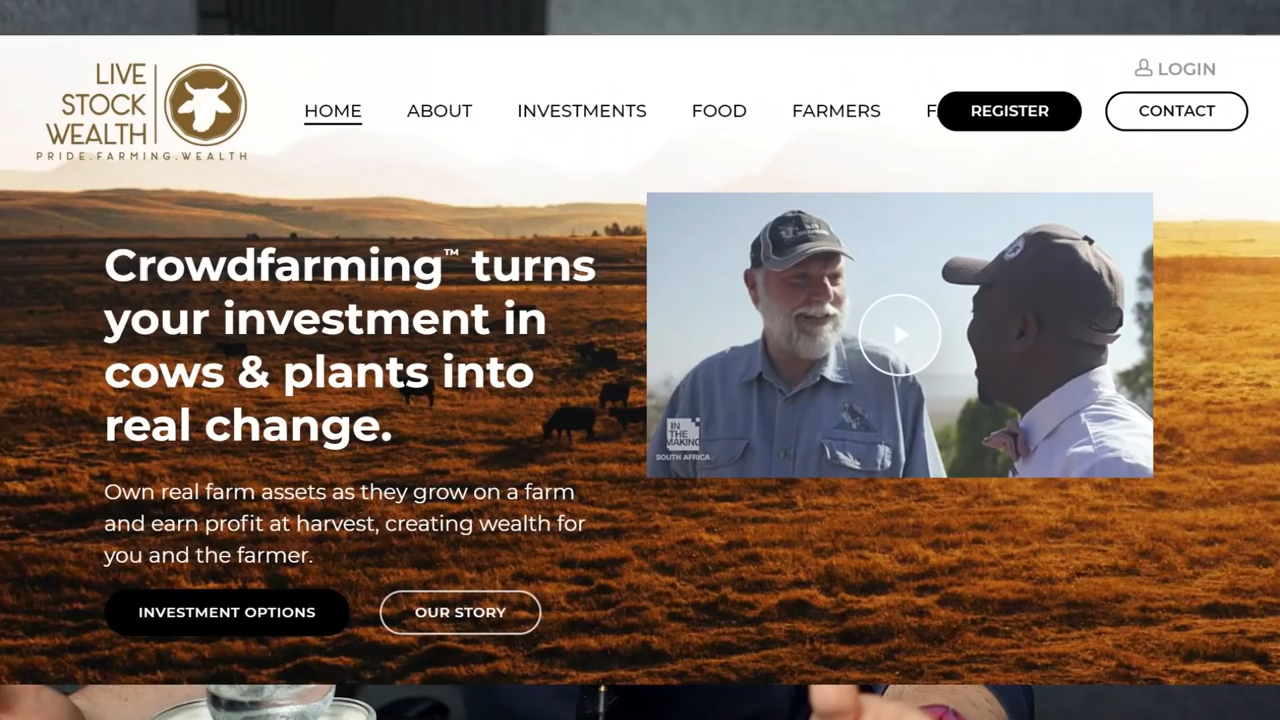 LIVE
STOCK
WEALTH
PRIDE.FARMING.WEALTH
LOGIN
HOME ABOUT INVESTMENTS FOOD FARMERS REGISTER CONTACT
Crowdfarming™ turns
your investment in
cows & plants into
real change.
Own real farm assets as they grow on a farm
and earn profit at harvest, creating wealth for
you and the farmer.
INVESTMENT OPTIONS OUR STORY
IN
THE
MAKING
SOUTH AFRICA